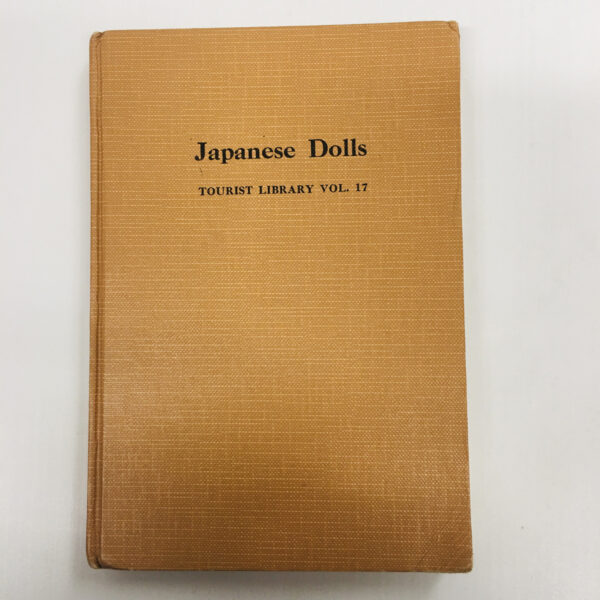 Japanese Dolls
TOURIST LIBRARY VOL. 17